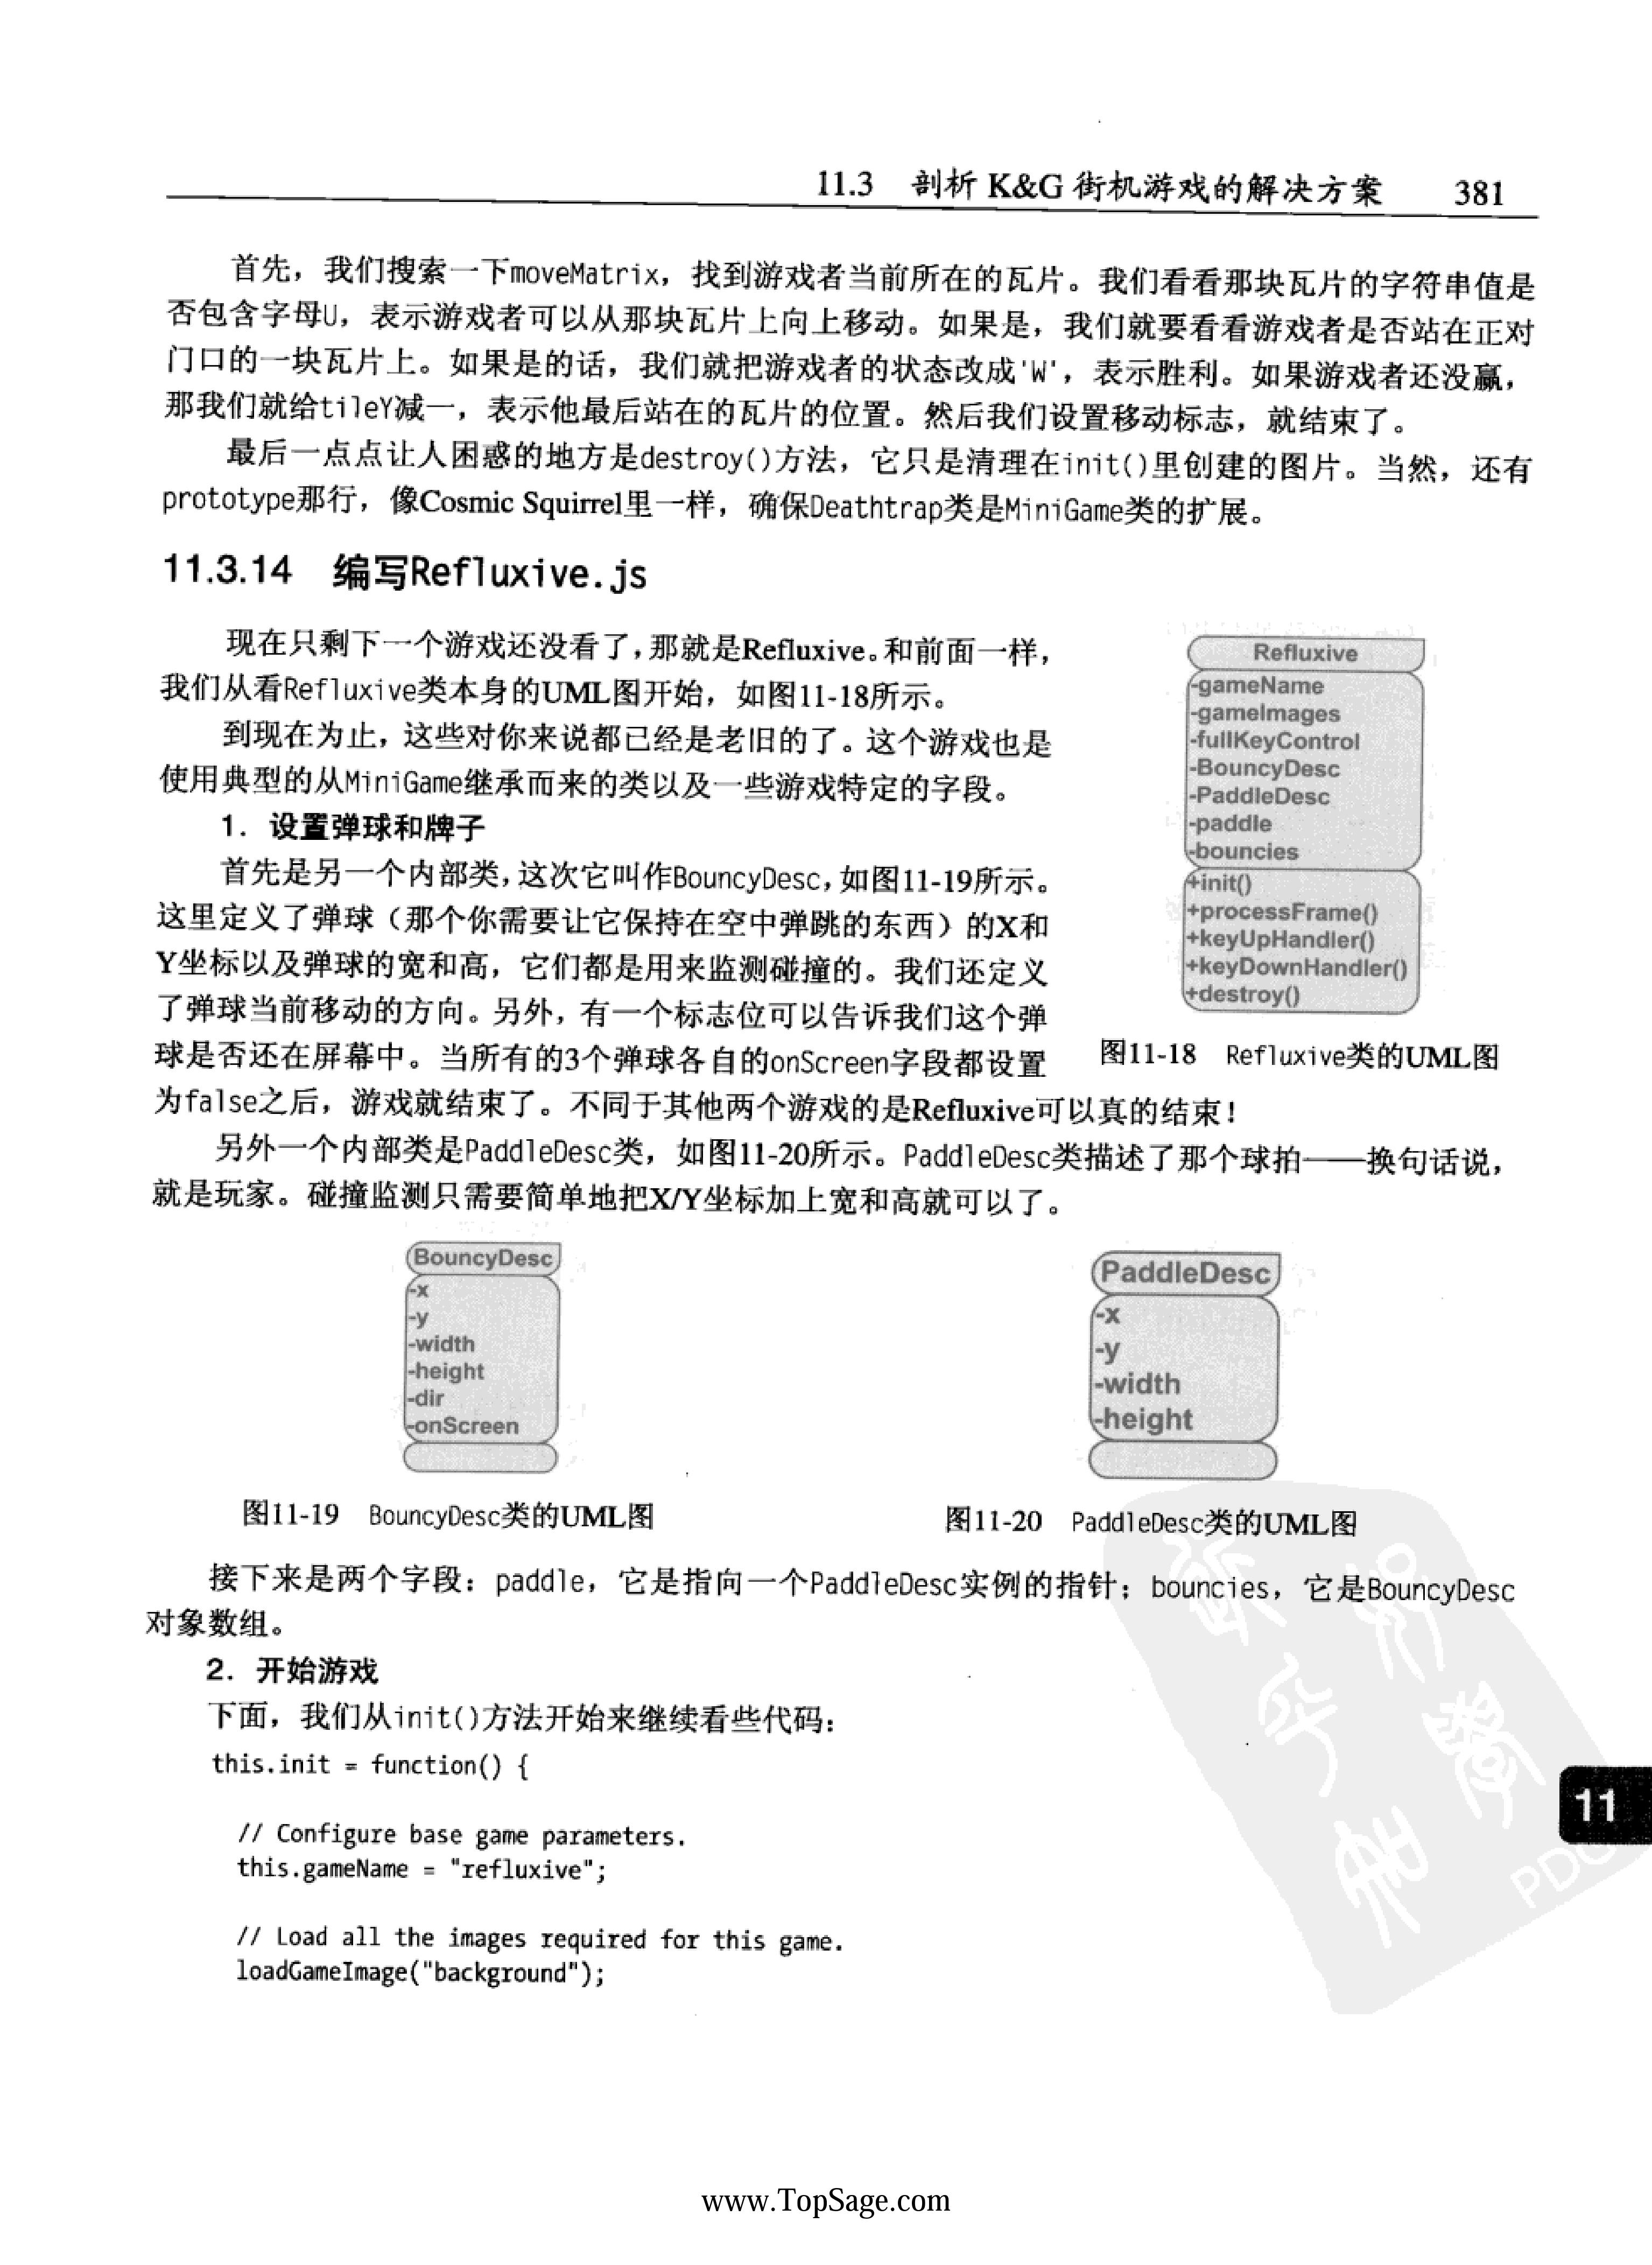 11.3 剖析 K&G 街机游戏的解决方案 381
首先，我们搜索一下moveMatrix，找到游戏者当前所在的瓦片。我们看看那块瓦片的字符串值是
否包含字母U，表示游戏者可以从那块瓦片上向上移动。如果是，我们就要看看游戏者是否站在正对
门口的一块瓦片上。如果是的话，我们就把游戏者的状态改成'W'，表示胜利。如果游戏者还没赢，
那我们就给tileY减一，表示他最后站在的瓦片的位置。然后我们设置移动标志，就结束了。
最后一点点让人困惑的地方是destroy()方法，它只是清理在init()里创建的图片。当然，还有
prototype那行，像Cosmic Squirrel里一样，确保Deathtrap类是MiniGame类的扩展。
11.3.14 编写Refluxive.js
现在只剩下一个游戏还没看了，那就是Refluxive。和前面一样，
我们从看Refluxive类本身的UML图开始，如图11-18所示。
到现在为止，这些对你来说都已经是老旧的了。这个游戏也是
使用典型的从MiniGame继承而来的类以及一些游戏特定的字段。
1. 设置弹球和牌子
首先是另一个内部类，这次它叫作BouncyDesc，如图11-19所示。
这里定义了弹球（那个你需要让它保持在空中弹跳的东西）的X和
Y坐标以及弹球的宽和高，它们都是用来监测碰撞的。我们还定义
了弹球当前移动的方向。另外，有一个标志位可以告诉我们这个弹
球是否还在屏幕中。当所有的3个弹球各自的onScreen字段都设置
为false之后，游戏就结束了。不同于其他两个游戏的是Refluxive可以真的结束！
Refluxive
-gameName
-gameImages
-fullKeyControl
-BouncyDesc
-PaddleDesc
-paddle
-bouncies
+init()
+processFrame()
+keyUpHandler()
+keyDownHandler()
+destroy()
图11-18 Refluxive类的UML图
另外一个内部类是PaddleDesc类，如图11-20所示。PaddleDesc类描述了那个球拍——换句话说，
就是玩家。碰撞监测只需要简单地把X/Y坐标加上宽和高就可以了。
BouncyDesc
-x
-y
-width
-height
-dir
-onScreen
图11-19 BouncyDesc类的UML图
PaddleDesc
-x
-y
-width
-height
图11-20 PaddleDesc类的UML图
接下来是两个字段：paddle，它是指向一个PaddleDesc实例的指针；bouncies，它是BouncyDesc
对象数组。
2. 开始游戏
下面，我们从init()方法开始来继续看些代码：
this.init = function() {
// Configure base game parameters.
this.gameName = "refluxive";
// Load all the images required for this game.
loadGameImage("background");
11
PDG
www.TopSage.com